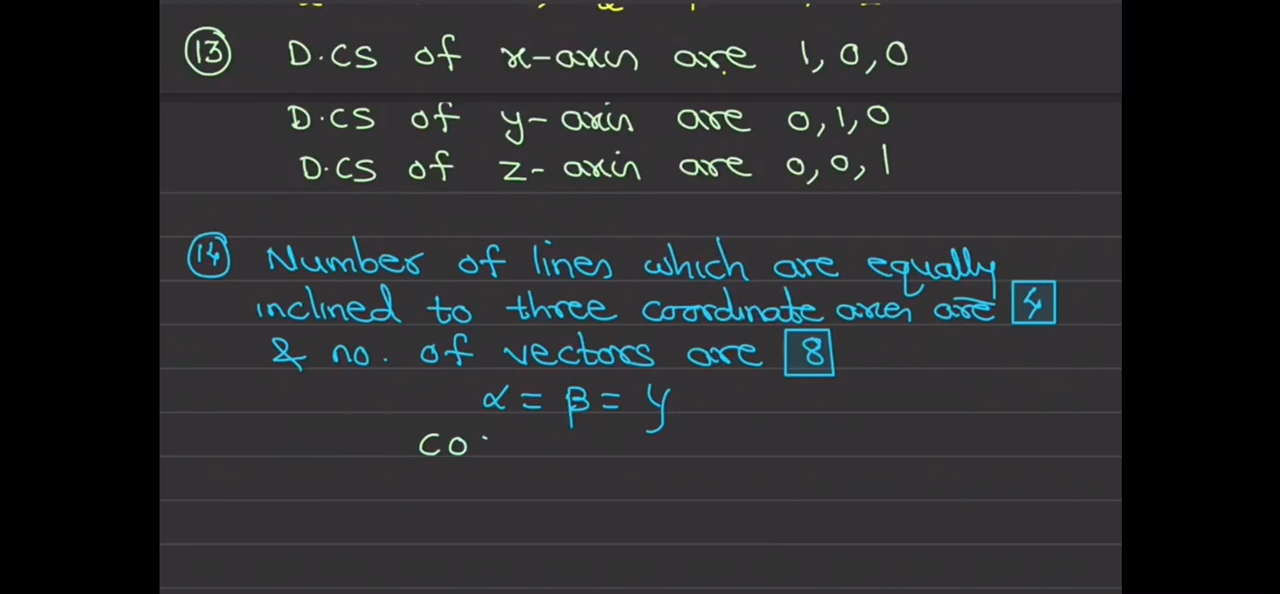 (13) D.CS of x-axis are 1, 0, 0
D.CS of y-axis are 0, 1, 0
D.CS of z-axis are 0, 0, 1
(14) Number of lines which are equally
inclined to three coordinate axes are 4
& no. of vectors are 8
α = β = γ
co